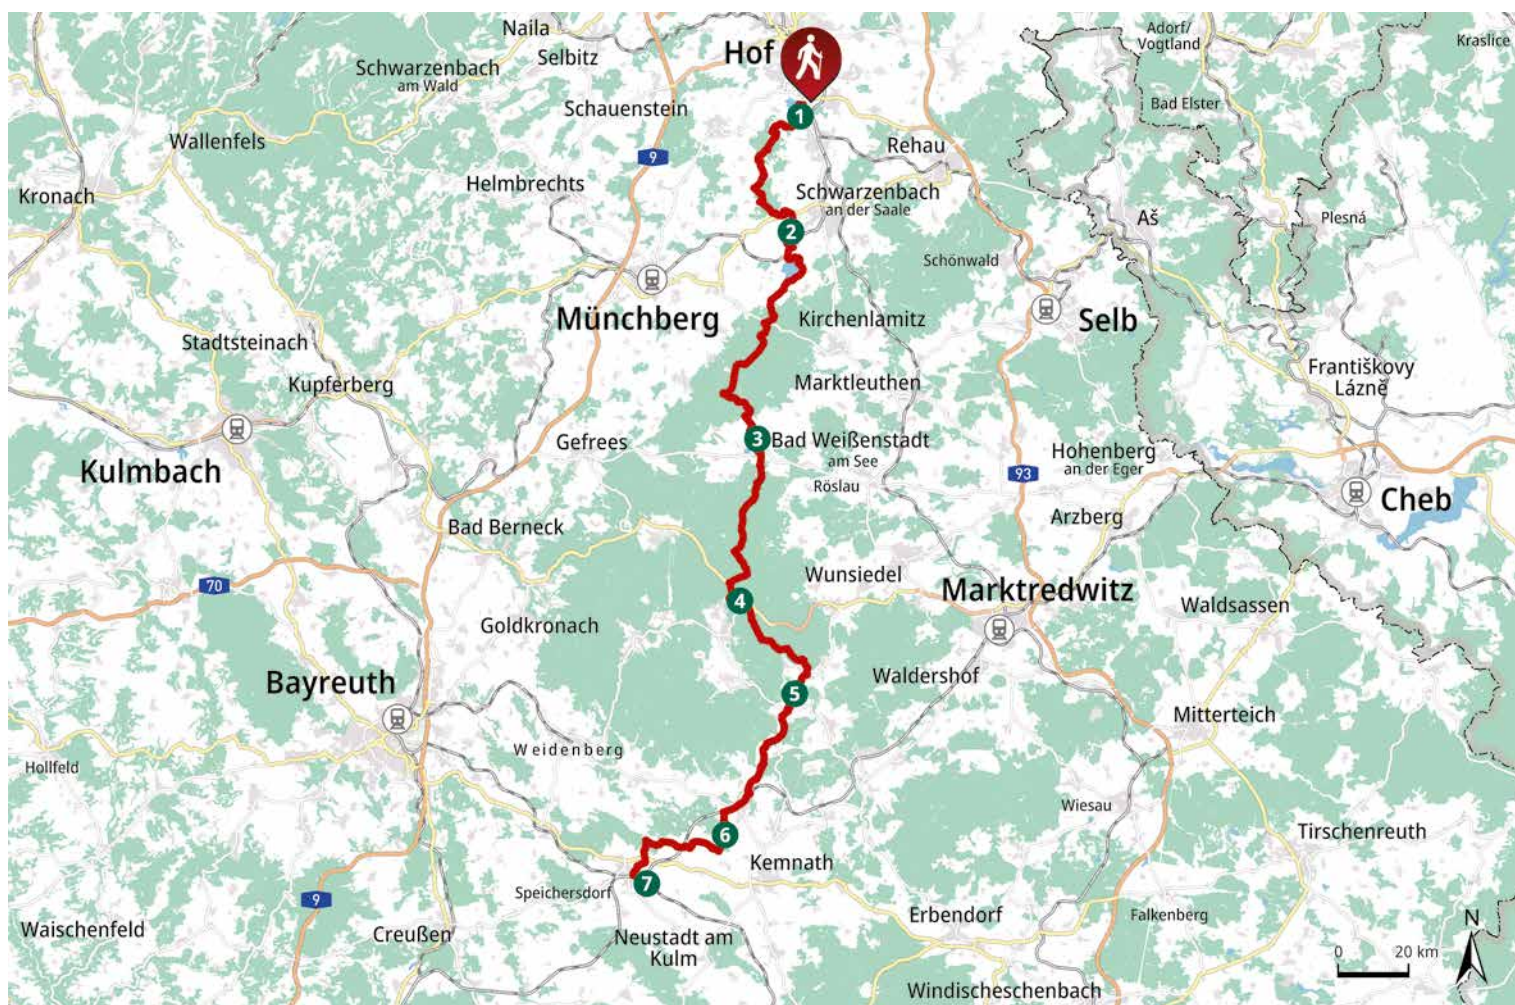 Naila
Selbitz
Hof
Adorf/
Vogtland
Kraslice
Schwarzenbach
am Wald
Schauenstein
Bad Elster
1
Wallenfels
9
Rehau
Kronach
Helmbrechts
Schwarzenbach
an der Saale
Aš
Plesná
2
Schönwald
Münchberg
Kirchenlamitz
Selb
Stadtsteinach
Kupferberg
Marktleuthen
Františkovy
Lázně
Kulmbach
Gefrees
3
Bad Weißenstadt
am See
Röslau
93
Hohenberg
an der Eger
Cheb
Bad Berneck
Arzberg
70
Wunsiedel
Marktredwitz
4
Waldsassen
Goldkronach
Bayreuth
5
Waldershof
Mitterteich
Weidenberg
Hollfeld
Wiesau
Tirschenreuth
6
Kemnath
7
Speichersdorf
9
Waischenfeld
Creußen
Neustadt am
Kulm
Erbendorf
Falkenberg
N
0 20 km
Windischeschenbach